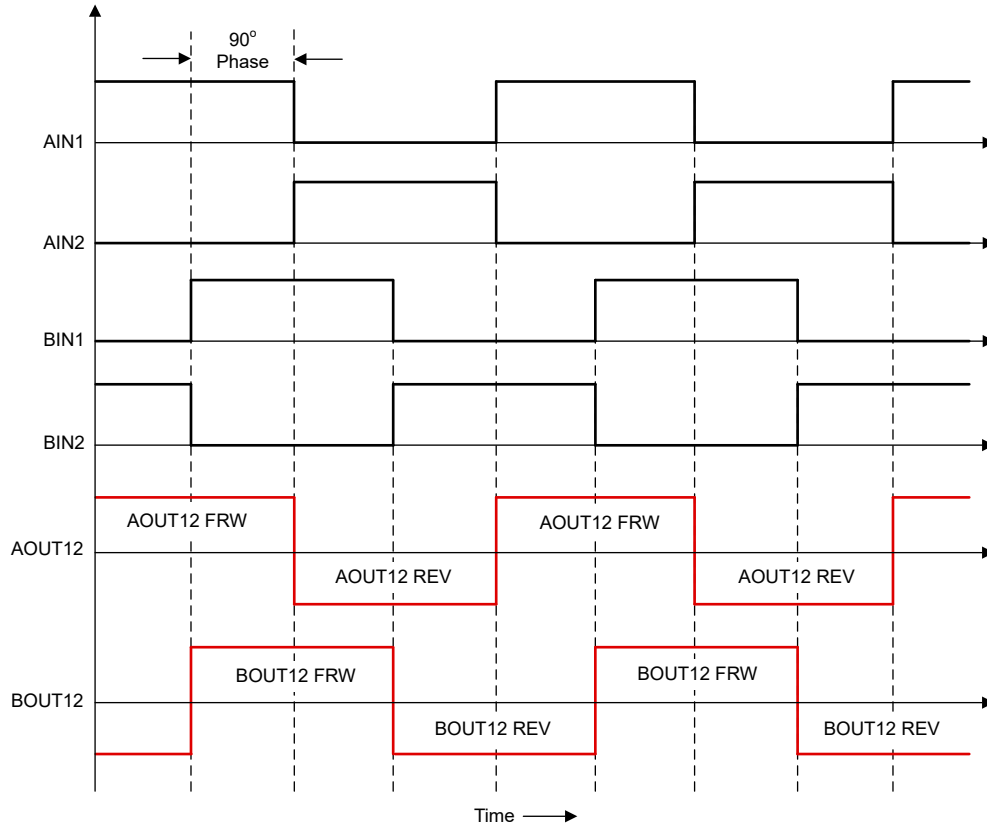 90o
Phase
AIN1
AIN2
BIN1
BIN2
AOUT12 FRW
AOUT12 FRW
AOUT12
AOUT12 REV
AOUT12 REV
BOUT12 FRW
BOUT12 FRW
BOUT12
BOUT12 REV
BOUT12 REV
Time